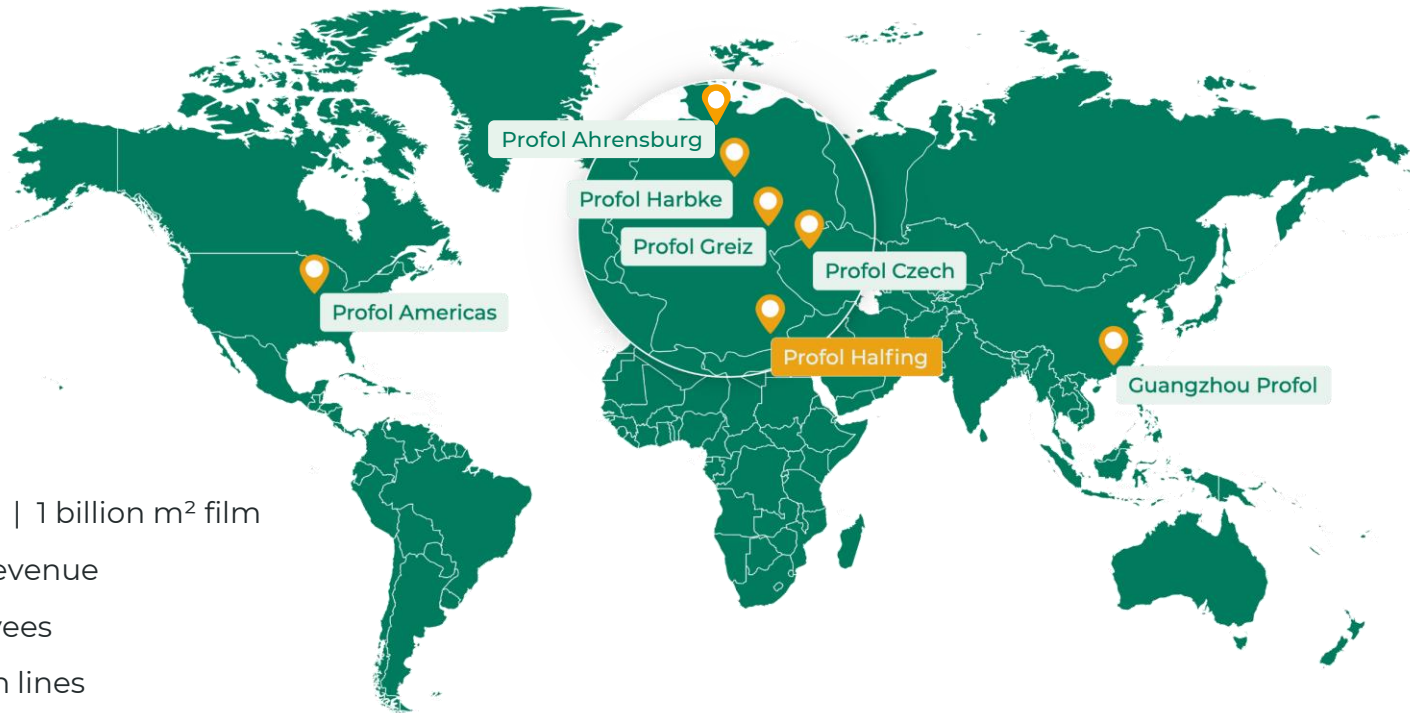 Profol Ahrensburg
Profol Harbke
Profol Greiz
Profol Czech
Profol Americas
Profol Halfing
Guangzhou Profol
| 1 billion m² film
evenue
ees
n lines